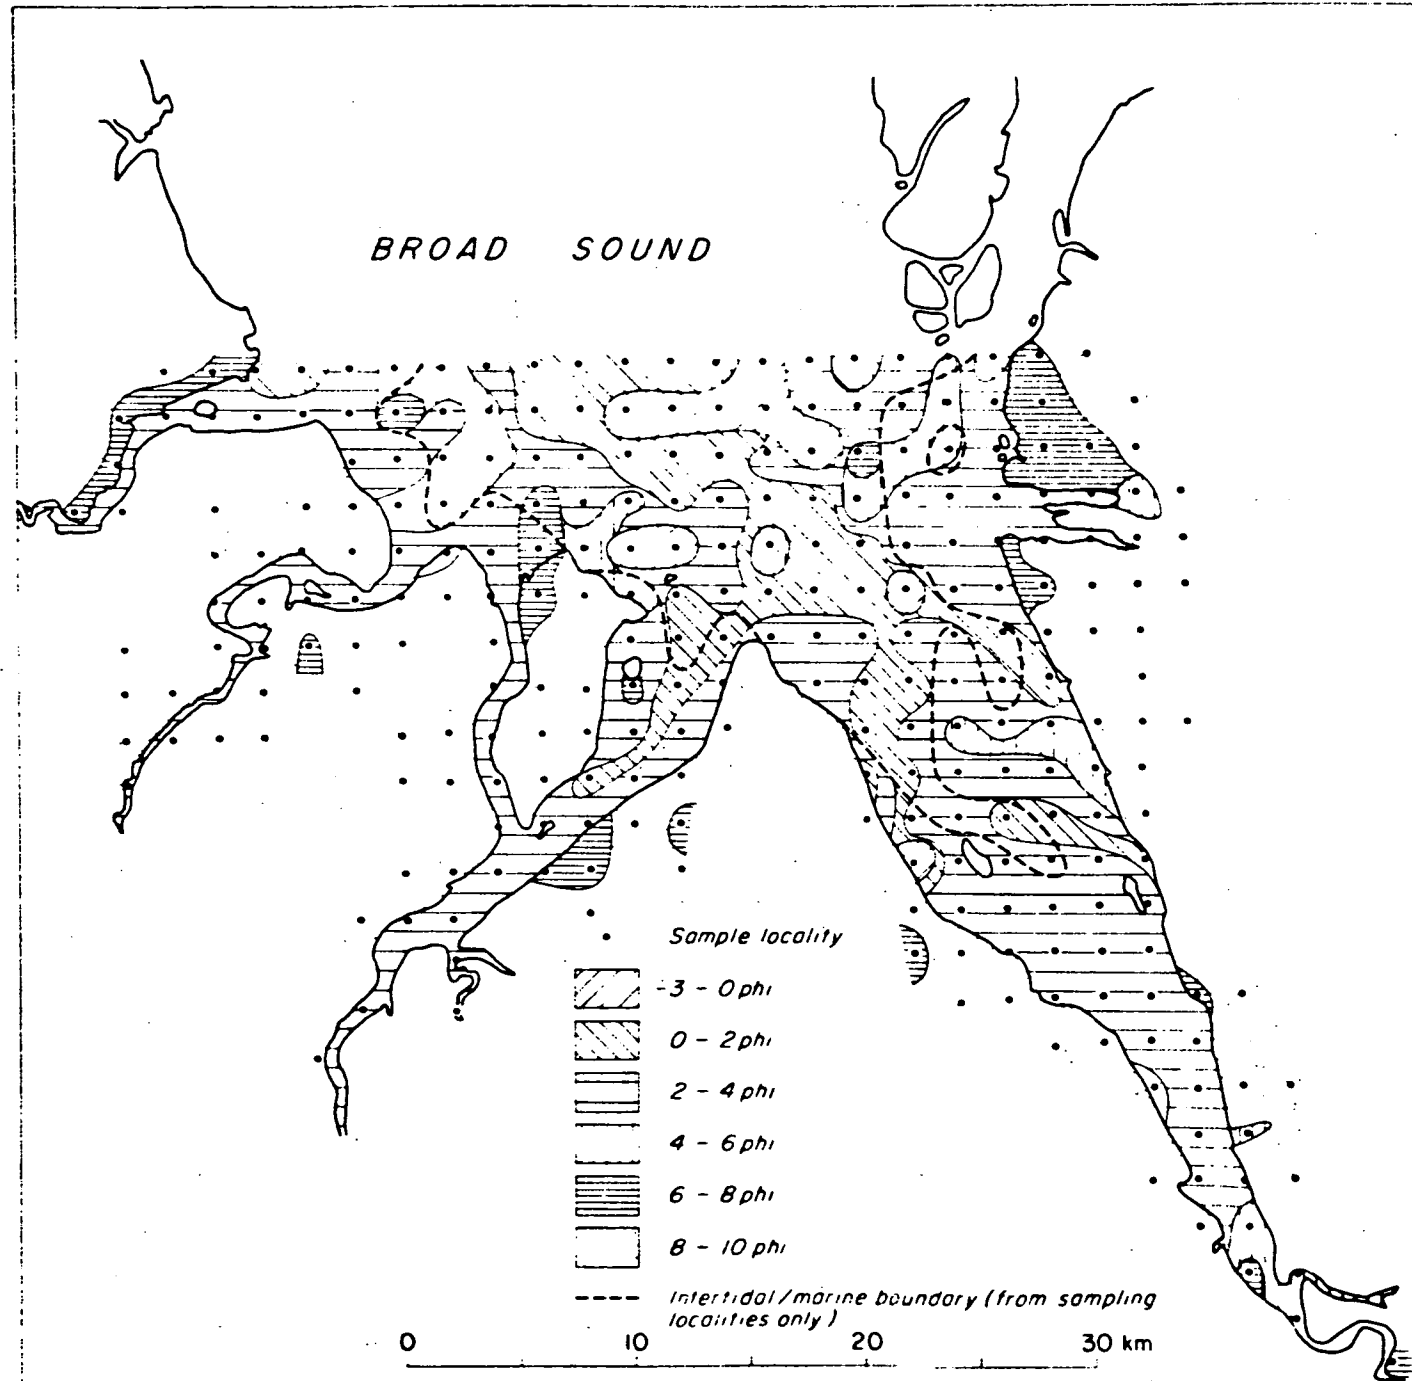 BROAD SOUND
Sample locality
-3 - 0 phi
0 - 2 phi
2 - 4 phi
4 - 6 phi
6 - 8 phi
8 - 10 phi
Intertidal/marine boundary (from sampling
localities only)
0 10 20 30 km